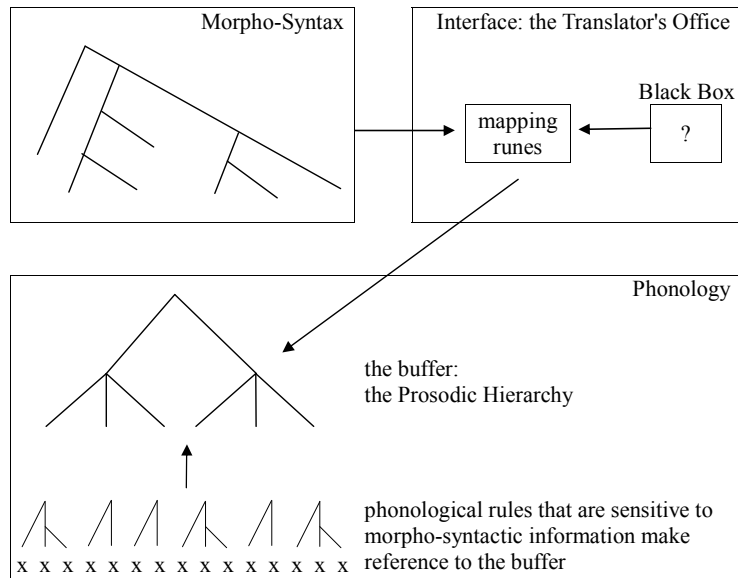 Morpho-Syntax
Interface: the Translator's Office
Black Box
mapping
runes
?
Phonology
the buffer:
the Prosodic Hierarchy
phonological rules that are sensitive to
morpho-syntactic information make
reference to the buffer
x x x x x x x x x x x x x x x